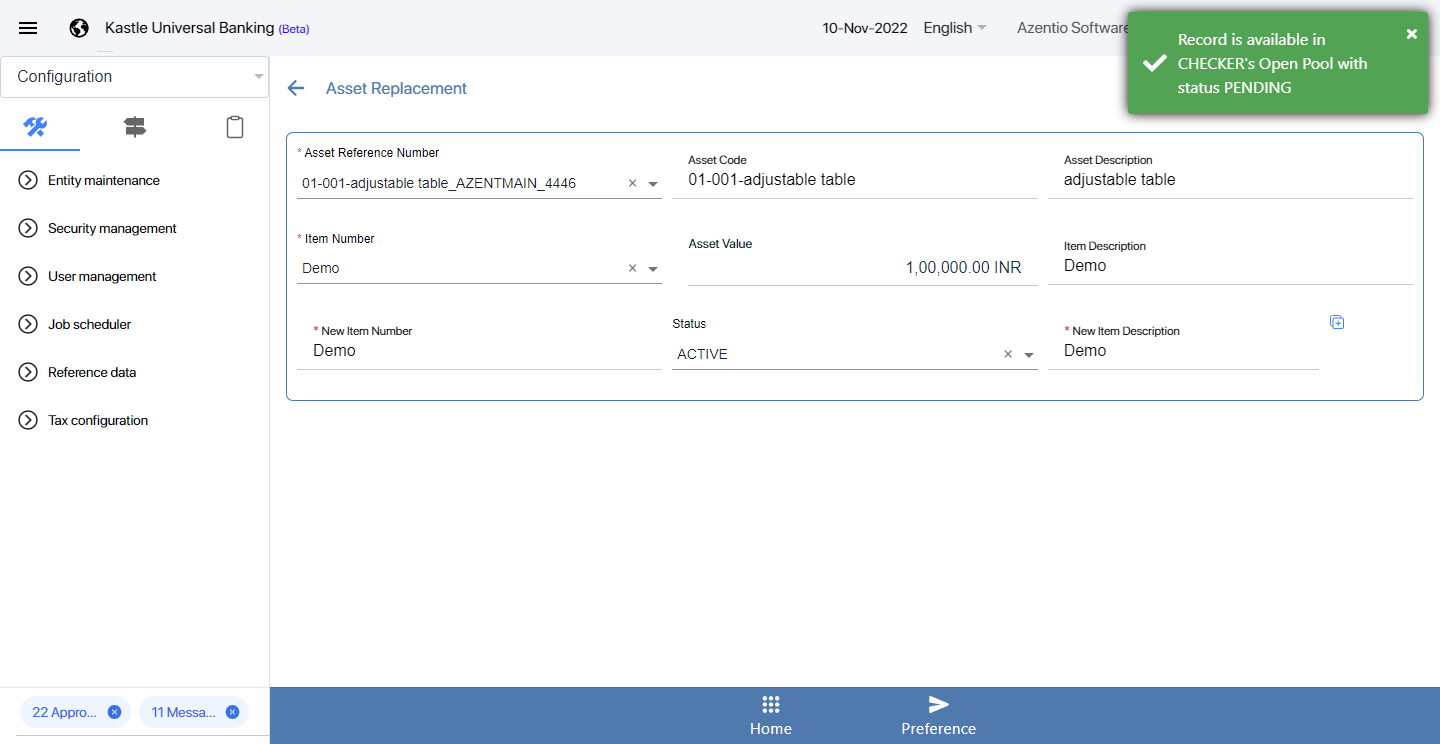 Kastle Universal Banking (Beta)
10-Nov-2022
English
Azentio Software
Record is available in
CHECKER's Open Pool with
status PENDING
Configuration
Entity maintenance
Security management
User management
Job scheduler
Reference data
Tax configuration
22 Appro...
11 Messa...
Asset Replacement
* Asset Reference Number
01-001-adjustable table_AZENTMAIN_4446
Asset Code
01-001-adjustable table
Asset Description
adjustable table
* Item Number
Demo
Asset Value
1,00,000.00 INR
Item Description
Demo
* New Item Number
Demo
Status
ACTIVE
* New Item Description
Demo
Home
Preference